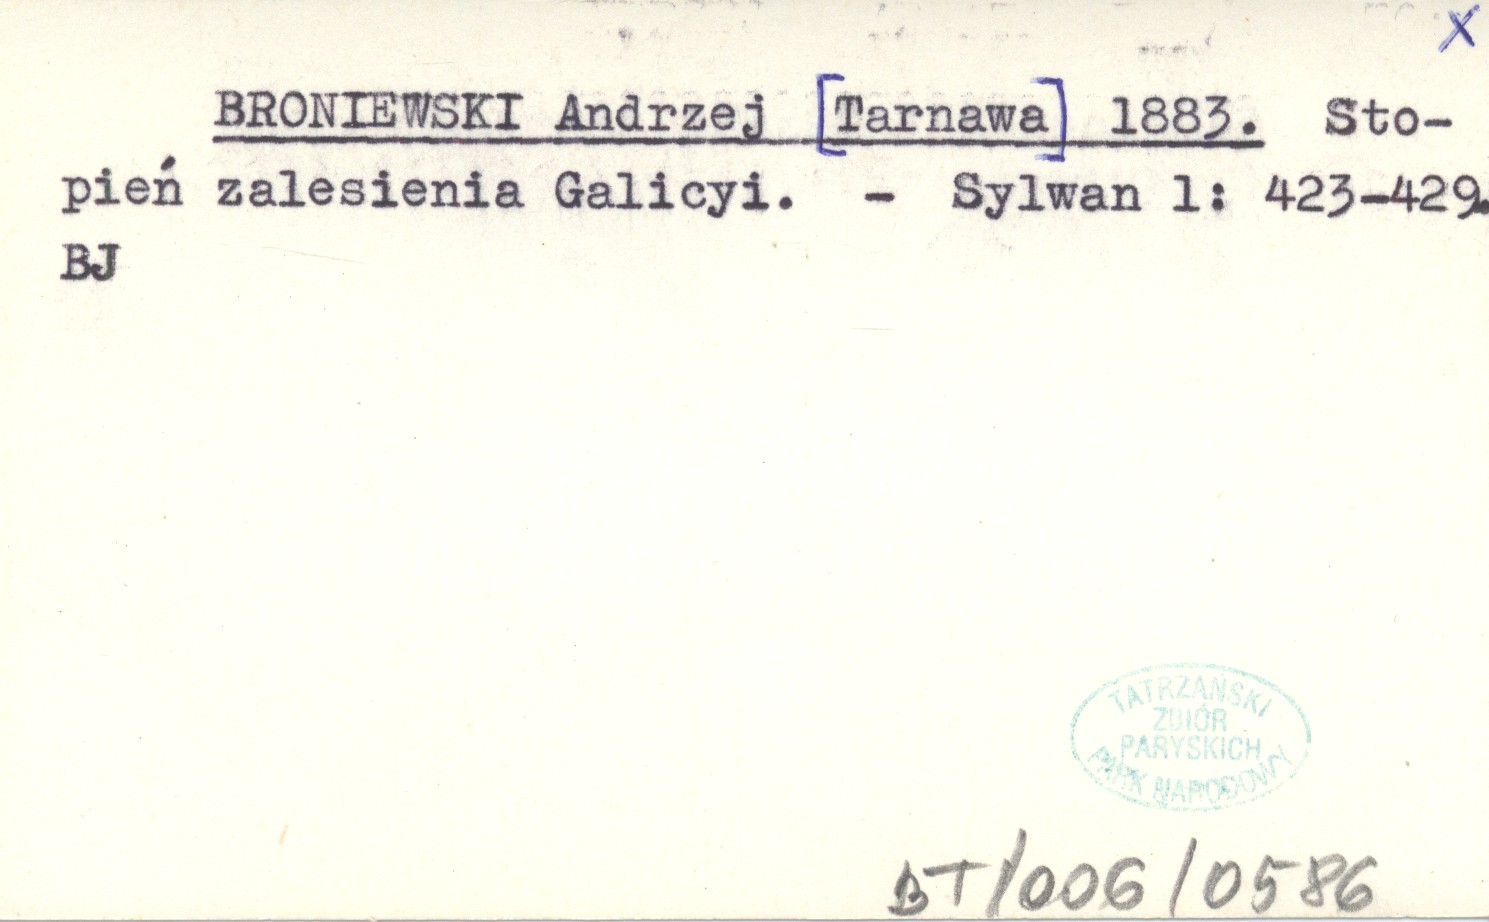 x
BRONIEWSKI Andrzej [Tarnawa] 1883. Sto-
pień zalesienia Galicyi. - Sylwan 1: 423-429.
BJ
TATRZAŃSKI
ZBIÓR
PARYSKICH
PARK NARODOWY
BT/006/0586